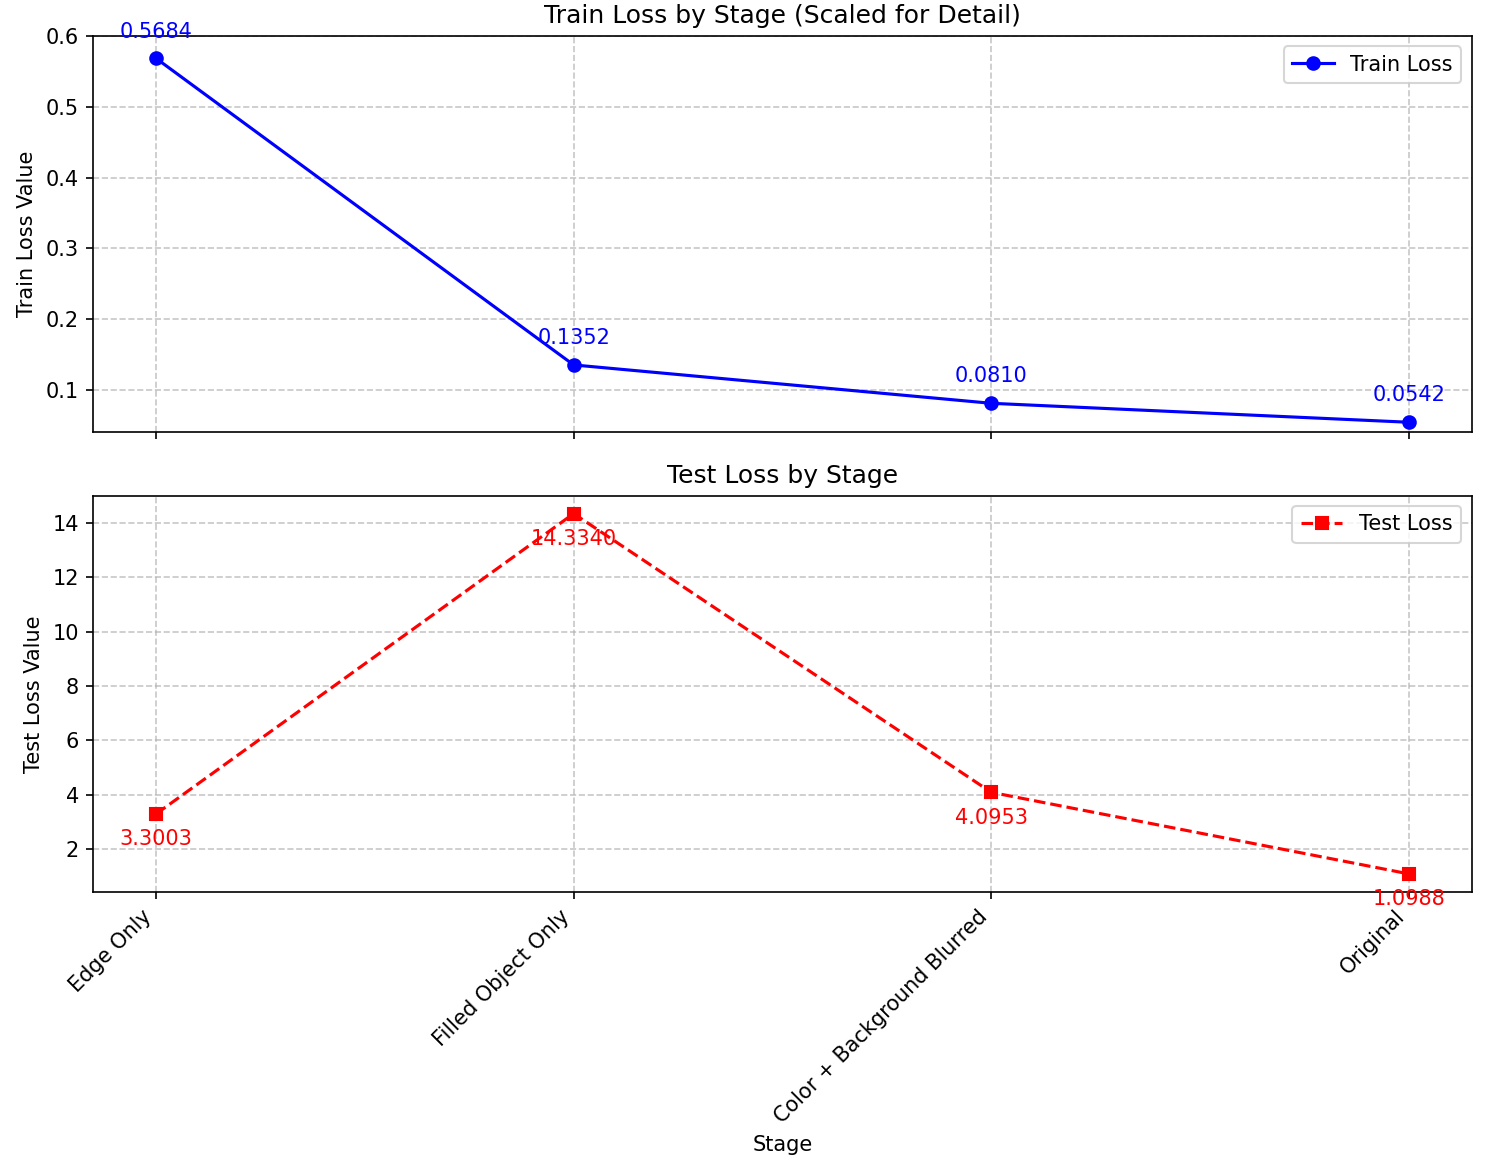 Train Loss by Stage (Scaled for Detail)
0.6
0.5
0.4
0.3
0.2
0.1
Train Loss Value
0.5684
0.1352
0.0810
0.0542
Train Loss
Test Loss by Stage
14
12
10
8
6
4
2
Test Loss Value
3.3003
14.3340
4.0953
1.0988
Test Loss
Edge Only
Filled Object Only
Color + Background Blurred
Original
Stage